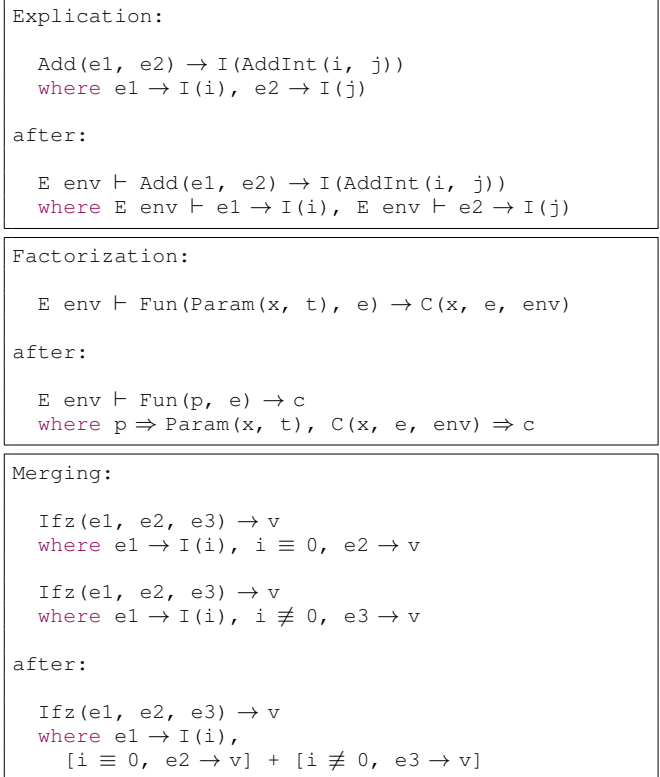 Explication:
Add(e1, e2) → I(AddInt(i, j))
where e1 → I(i), e2 → I(j)
after:
E env ⊢ Add(e1, e2) → I(AddInt(i, j))
where E env ⊢ e1 → I(i), E env ⊢ e2 → I(j)
Factorization:
E env ⊢ Fun(Param(x, t), e) → C(x, e, env)
after:
E env ⊢ Fun(p, e) → c
where p ⇒ Param(x, t), C(x, e, env) ⇒ c
Merging:
Ifz(e1, e2, e3) → v
where e1 → I(i), i ≡ 0, e2 → v
Ifz(e1, e2, e3) → v
where e1 → I(i), i ≢ 0, e3 → v
after:
Ifz(e1, e2, e3) → v
where e1 → I(i),
[i ≡ 0, e2 → v] + [i ≢ 0, e3 → v]